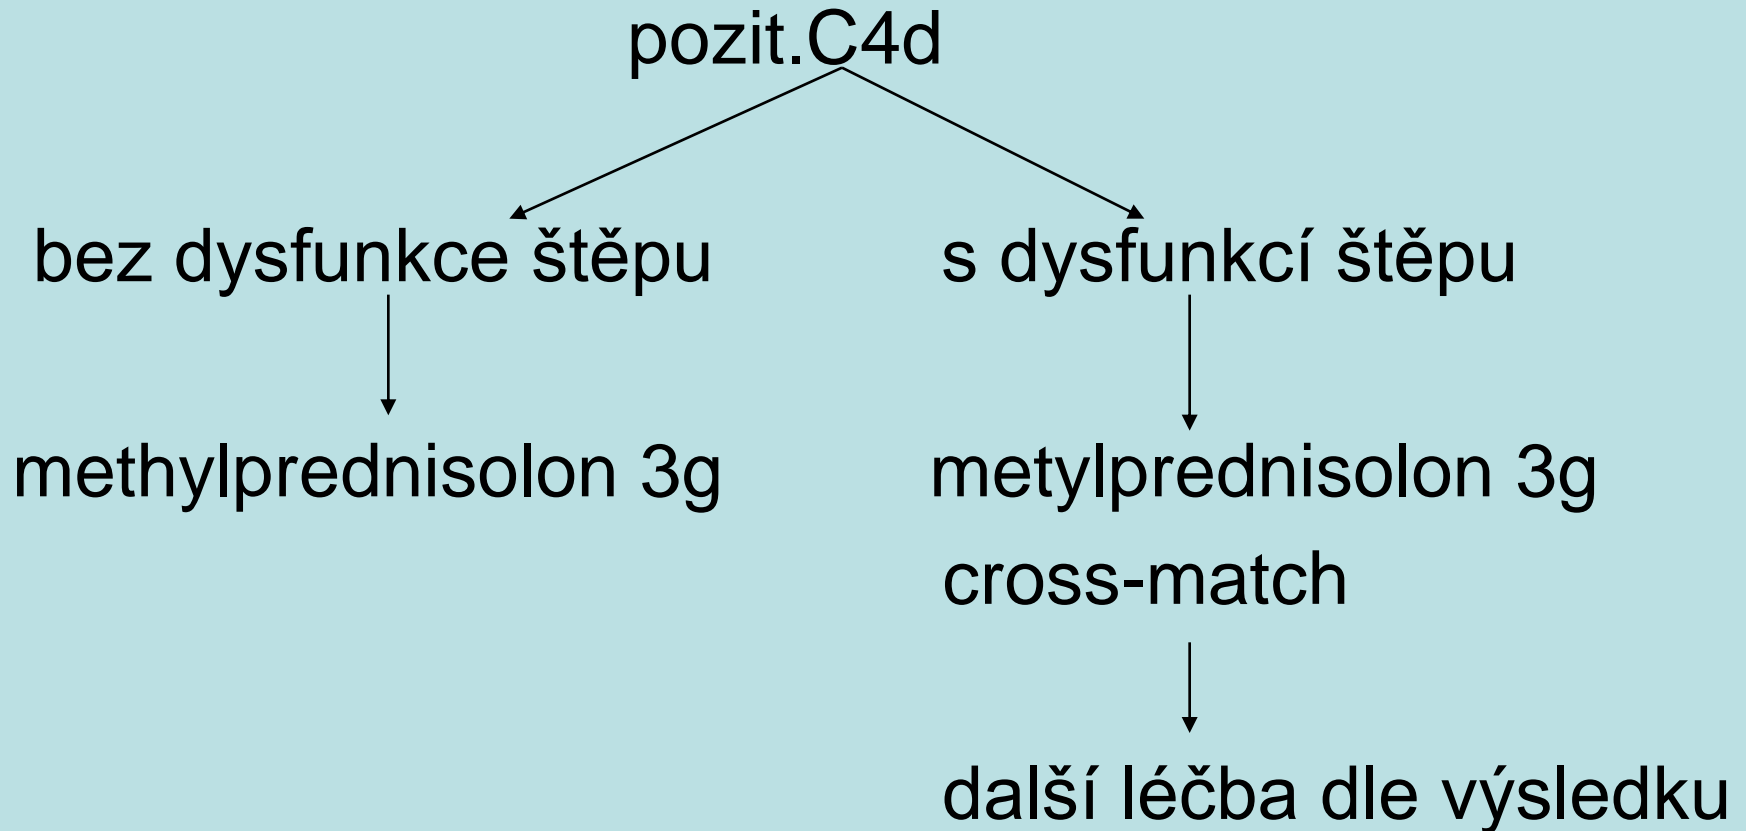 pozit.C4d
bez dysfunkce štěpu
s dysfunkcí štěpu
methylprednisolon 3g
metylprednisolon 3g
cross-match
další léčba dle výsledku